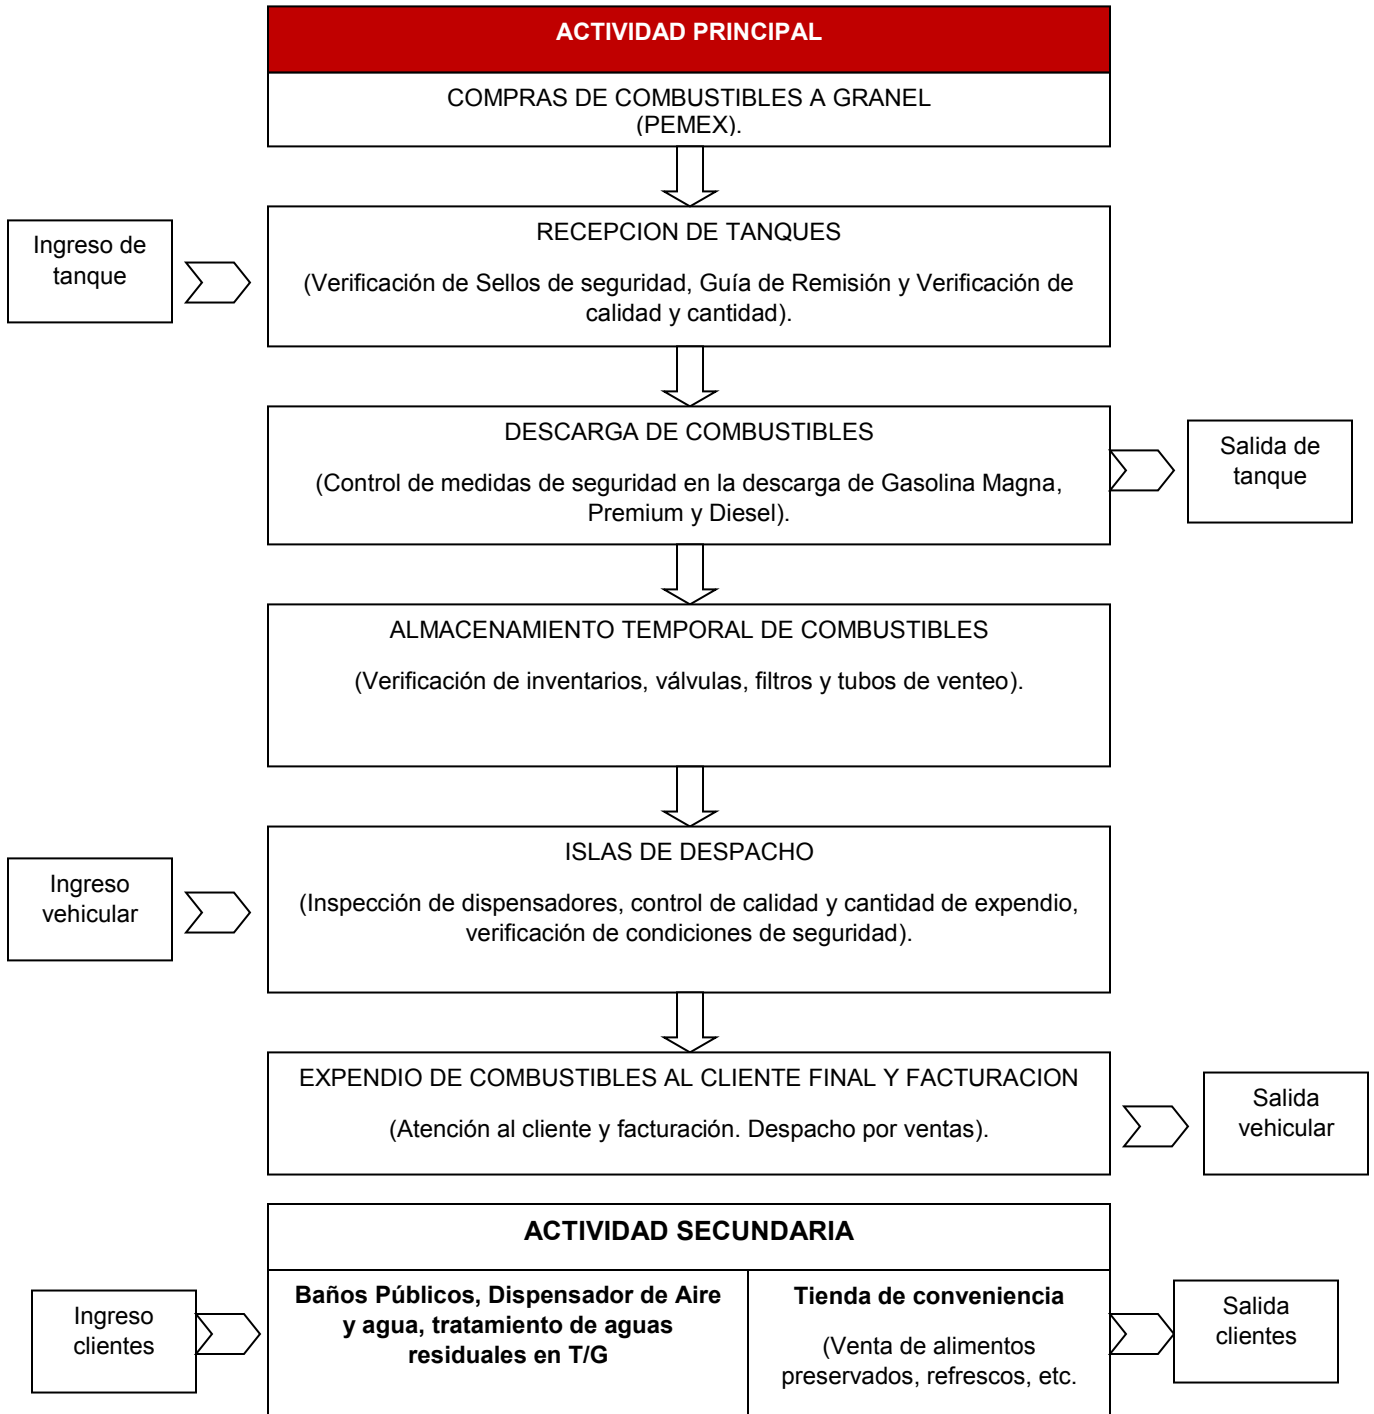 ACTIVIDAD PRINCIPAL
COMPRAS DE COMBUSTIBLES A GRANEL
(PEMEX).
Ingreso de
tanque
RECEPCION DE TANQUES
(Verificación de Sellos de seguridad, Guía de Remisión y Verificación de
calidad y cantidad).
DESCARGA DE COMBUSTIBLES
(Control de medidas de seguridad en la descarga de Gasolina Magna,
Premium y Diesel).
Salida de
tanque
ALMACENAMIENTO TEMPORAL DE COMBUSTIBLES
(Verificación de inventarios, válvulas, filtros y tubos de venteo).
Ingreso
vehicular
ISLAS DE DESPACHO
(Inspección de dispensadores, control de calidad y cantidad de expendio,
verificación de condiciones de seguridad).
EXPENDIO DE COMBUSTIBLES AL CLIENTE FINAL Y FACTURACION
(Atención al cliente y facturación. Despacho por ventas).
Salida
vehicular
ACTIVIDAD SECUNDARIA
Ingreso
clientes
Baños Públicos, Dispensador de Aire
y agua, tratamiento de aguas
residuales en T/G
Tienda de conveniencia
(Venta de alimentos
preservados, refrescos, etc.
Salida
clientes